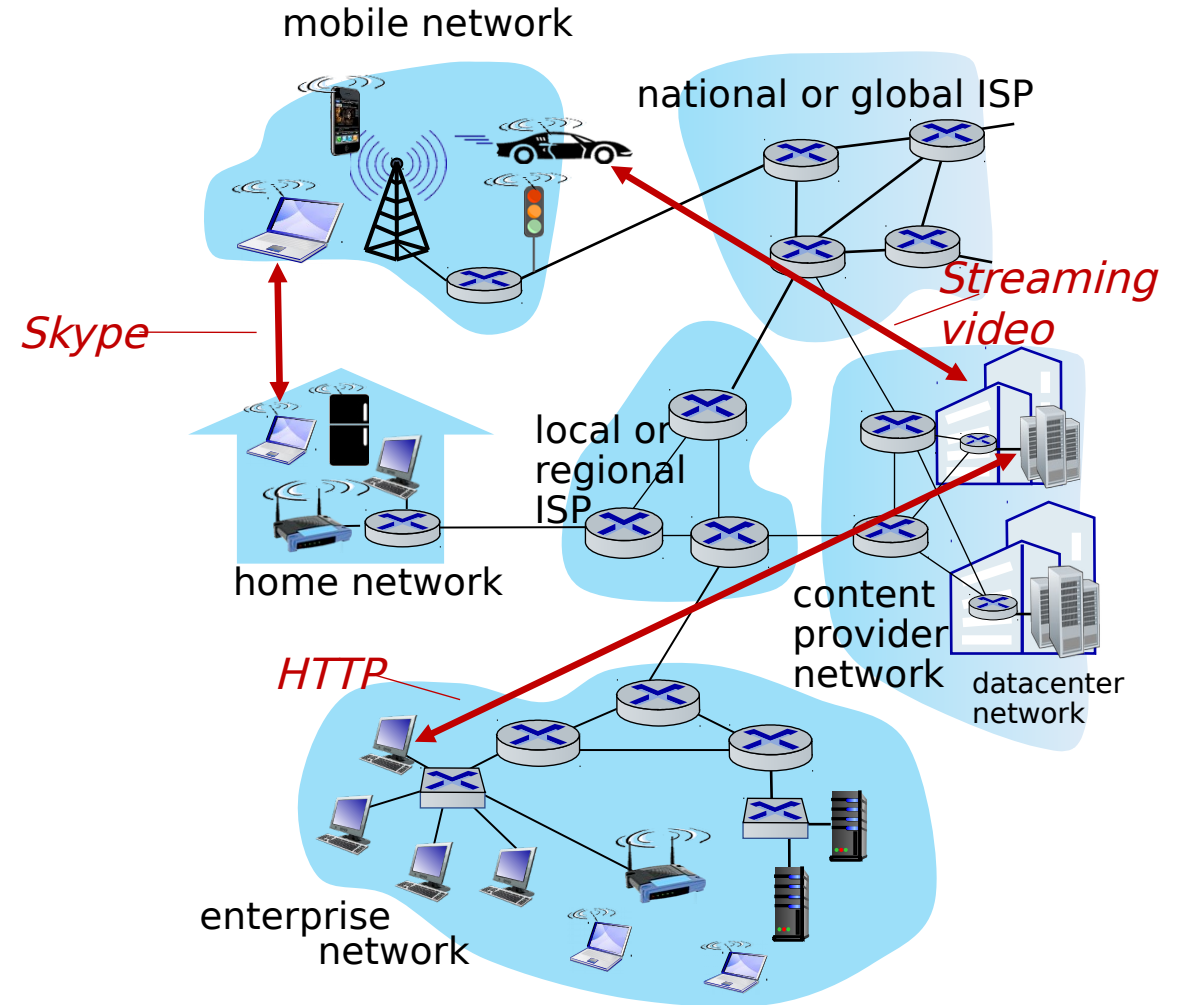 mobile network
national or global ISP
Streaming
video
Skype
local or
regional
ISP
home network
content
provider
network
HTTP
datacenter
network
enterprise
network